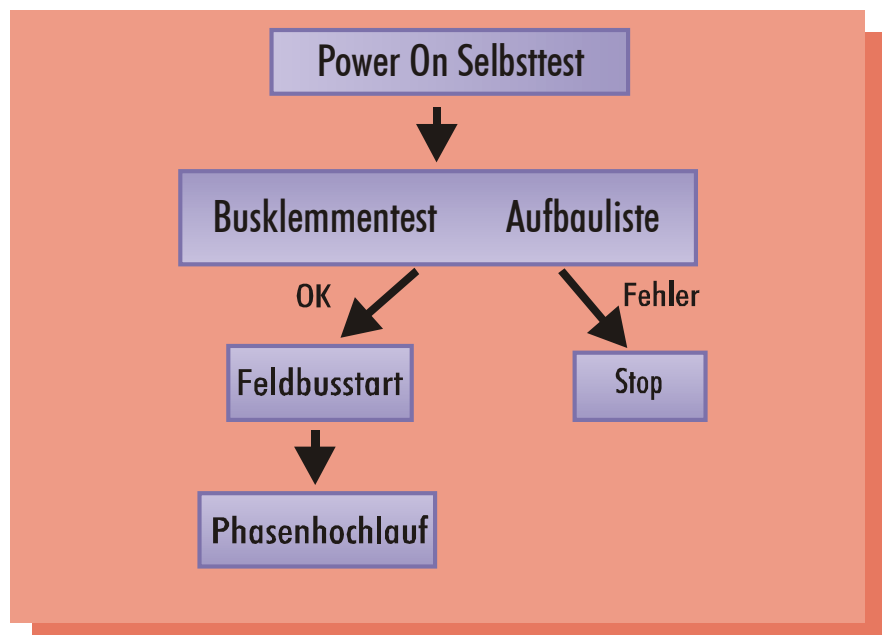 Power On Selbsttest
Busklemmentest Aufbauliste
OK
Fehler
Feldbusstart
Stop
Phasenhochlauf